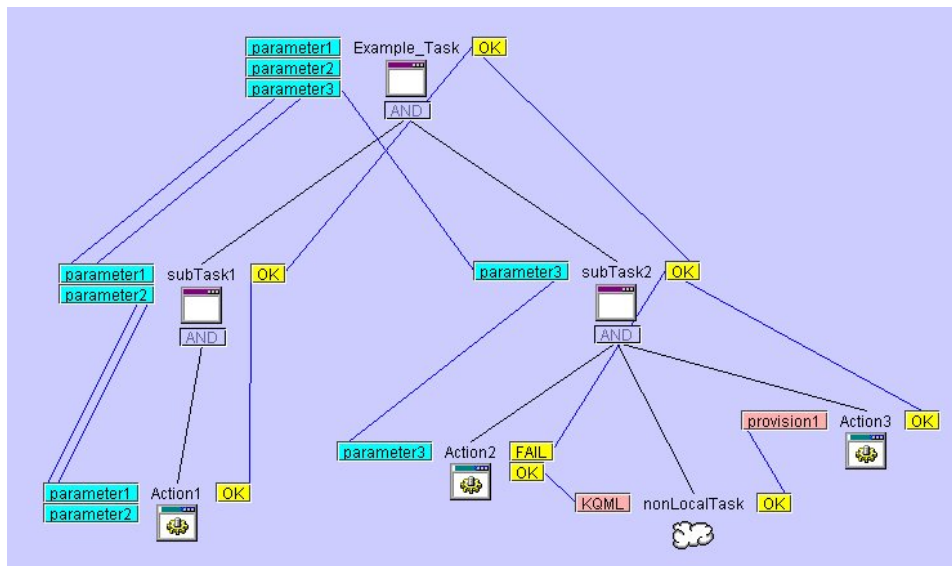 parameter1 Example_Task OK
parameter2
parameter3
AND
parameter1 subTask1 OK parameter3 subTask2 OK
parameter2
AND AND
provision1 Action3 OK
parameter3 Action2 FAIL
OK
parameter1 Action1 OK KQML nonLocalTask OK
parameter2